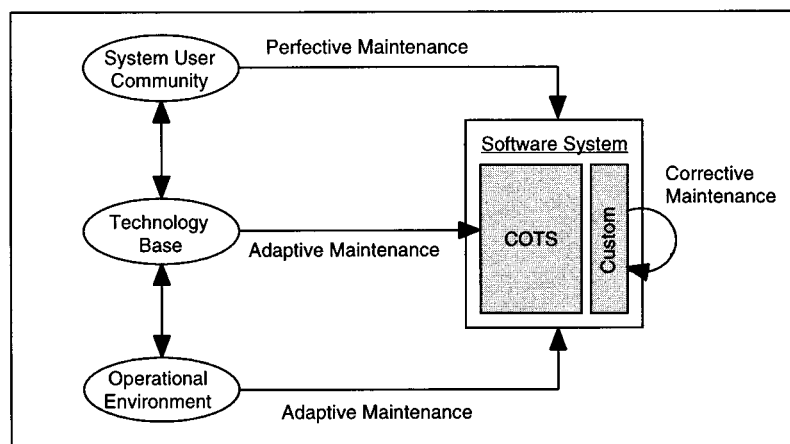 System User
Community
Perfective Maintenance
Software System
Corrective
Maintenance
Technology
Base
Adaptive Maintenance
COTS
Custom
Operational
Environment
Adaptive Maintenance